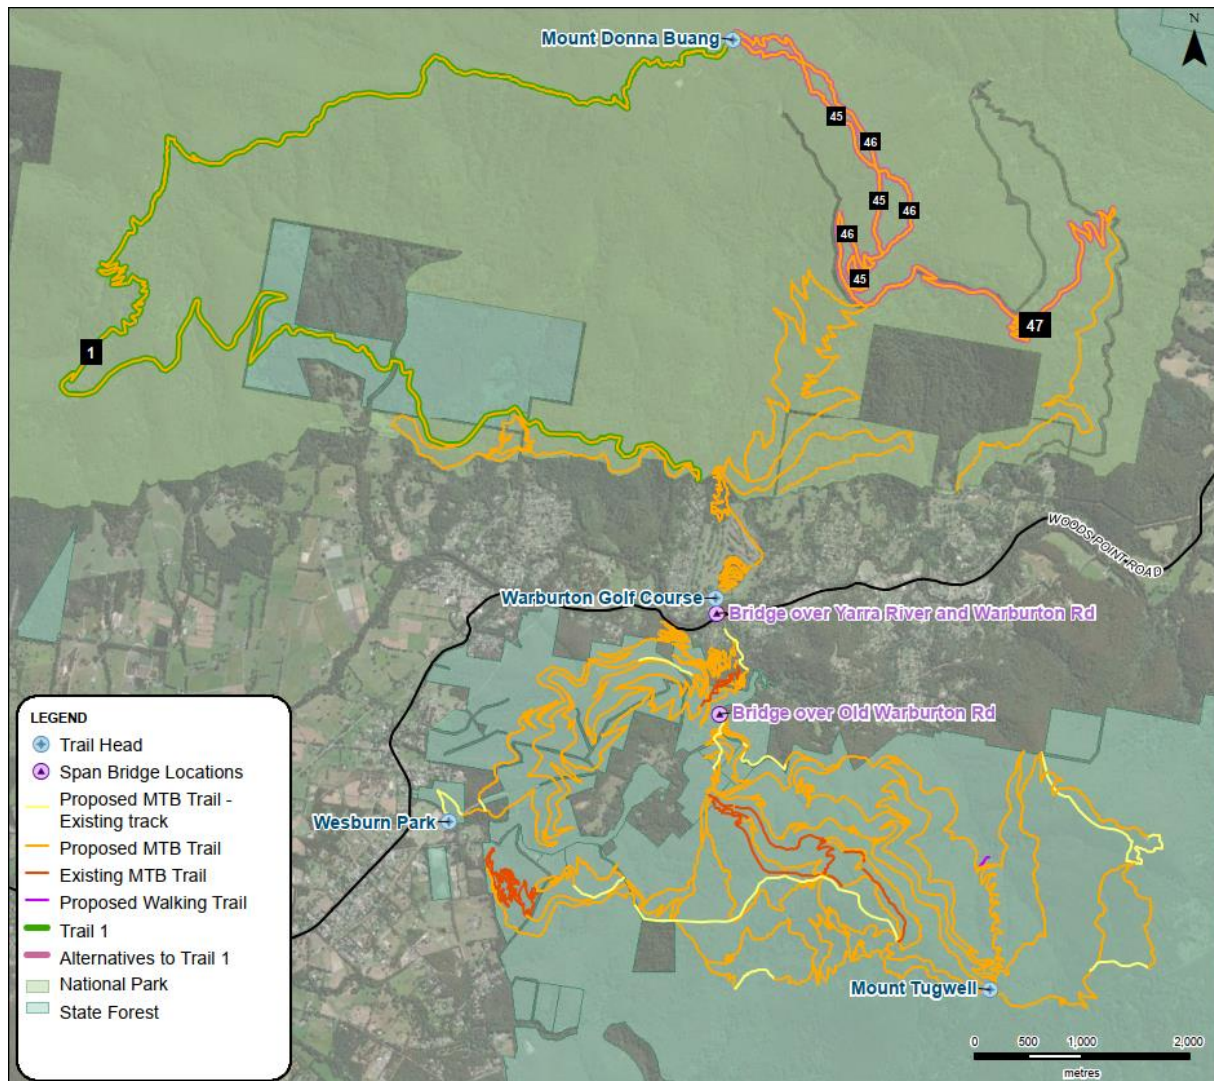 N
Mount Donna Buang
45
46
45
46
46
45
47
1
WOODS POINT ROAD
Warburton Golf Course
Bridge over Yarra River and Warburton Rd
Bridge over Old Warburton Rd
Wesburn Park
Mount Tugwell
LEGEND
Trail Head
Span Bridge Locations
Proposed MTB Trail -
Existing track
Proposed MTB Trail
Existing MTB Trail
Proposed Walking Trail
Trail 1
Alternatives to Trail 1
National Park
State Forest
0 500 1,000 2,000
metres